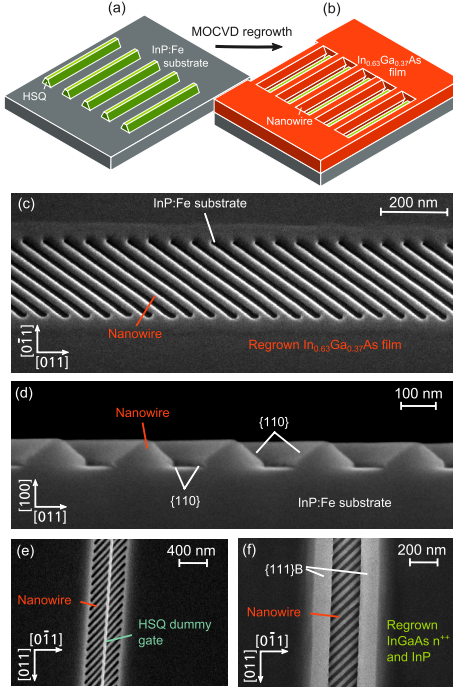 (a)
MOCVD regrowth
(b)
InP:Fe
substrate
HSQ
In0.63Ga0.37As
film
Nanowire
(c)
InP:Fe substrate
200 nm
Nanowire
[01̄1]
[011]
Regrown In0.63Ga0.37As film
(d)
100 nm
Nanowire
{110}
{110}
[100]
[011]
InP:Fe substrate
(e)
400 nm
Nanowire
HSQ dummy
gate
[01̄1]
[011]
(f)
200 nm
{111}B
Nanowire
Regrown
InGaAs n++
and InP
[01̄1]
[011]